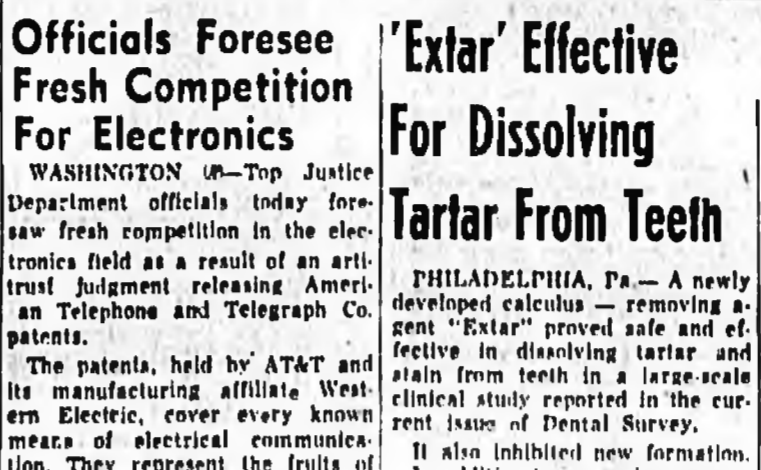 Officials Foresee
Fresh Competition
For Electronics
WASHINGTON (AP)—Top Justice
Department officials today fore-
saw fresh competition in the elec-
tronics field as a result of an anti-
trust judgment releasing Ameri-
an Telephone and Telegraph Co.
patents.
The patents, held by AT&T and
its manufacturing affiliate West-
ern Electric, cover every known
means of electrical communica-
tion. They represent the fruits of
'Extar' Effective
For Dissolving
Tartar From Teeth
PHILADELPHIA, Pa.— A newly
developed calculus — removing a-
gent "Extar" proved safe and ef-
fective in dissolving tartar and
stain from teeth in a large-scale
clinical study reported in the cur-
rent issue of Dental Survey.
It also inhibited new formation.